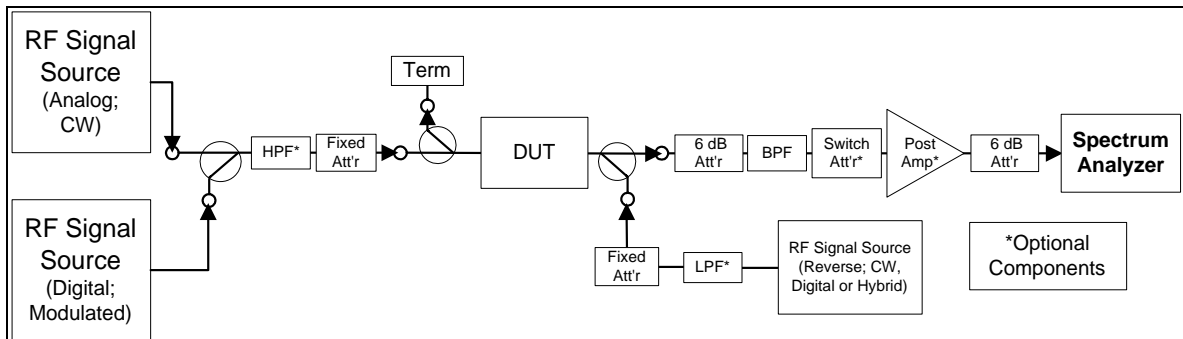 RF Signal
Source
(Analog;
CW)
RF Signal
Source
(Digital;
Modulated)
HPF*
Fixed
Att'r
Term
DUT
6 dB
Att'r
BPF
Switch
Att'r*
Post
Amp*
6 dB
Att'r
Spectrum
Analyzer
Fixed
Att'r
LPF*
RF Signal Source
(Reverse; CW,
Digital or Hybrid)
*Optional
Components